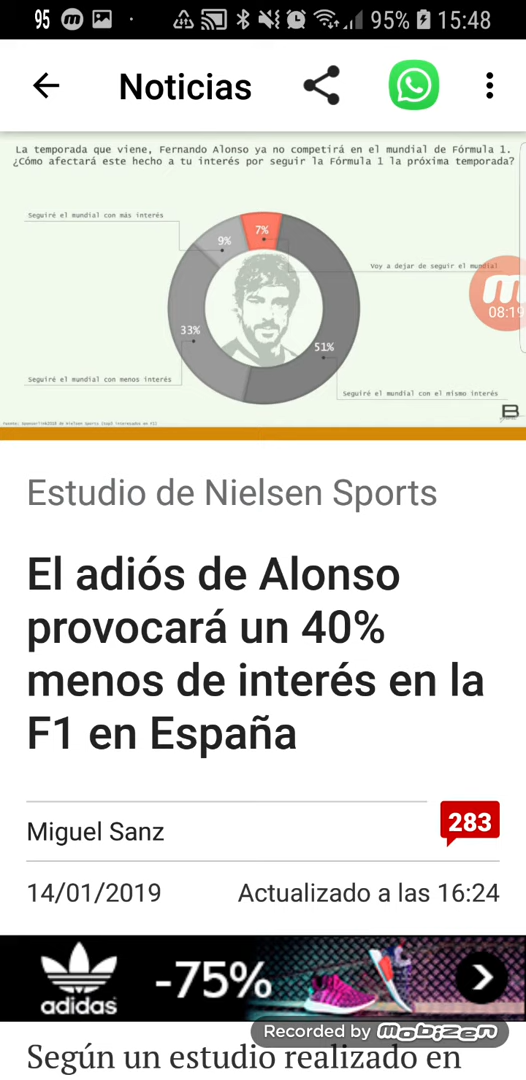 95 95% 15:48
Noticias
La temporada que viene, Fernando Alonso ya no competirá en el mundial de Fórmula 1.
¿Cómo afectará este hecho a tu interés por seguir la Fórmula 1 la próxima temporada?
Seguiré el mundial con más interés
7%
9%
Voy a dejar de seguir el mundial
08:19
33%
51%
Seguiré el mundial con menos interés
Seguiré el mundial con el mismo interés
B
Estudio de Nielsen Sports
El adiós de Alonso
provocará un 40%
menos de interés en la
F1 en España
283
Miguel Sanz
14/01/2019 Actualizado a las 16:24
adidas -75%
Recorded by mobizen
Según un estudio realizado en